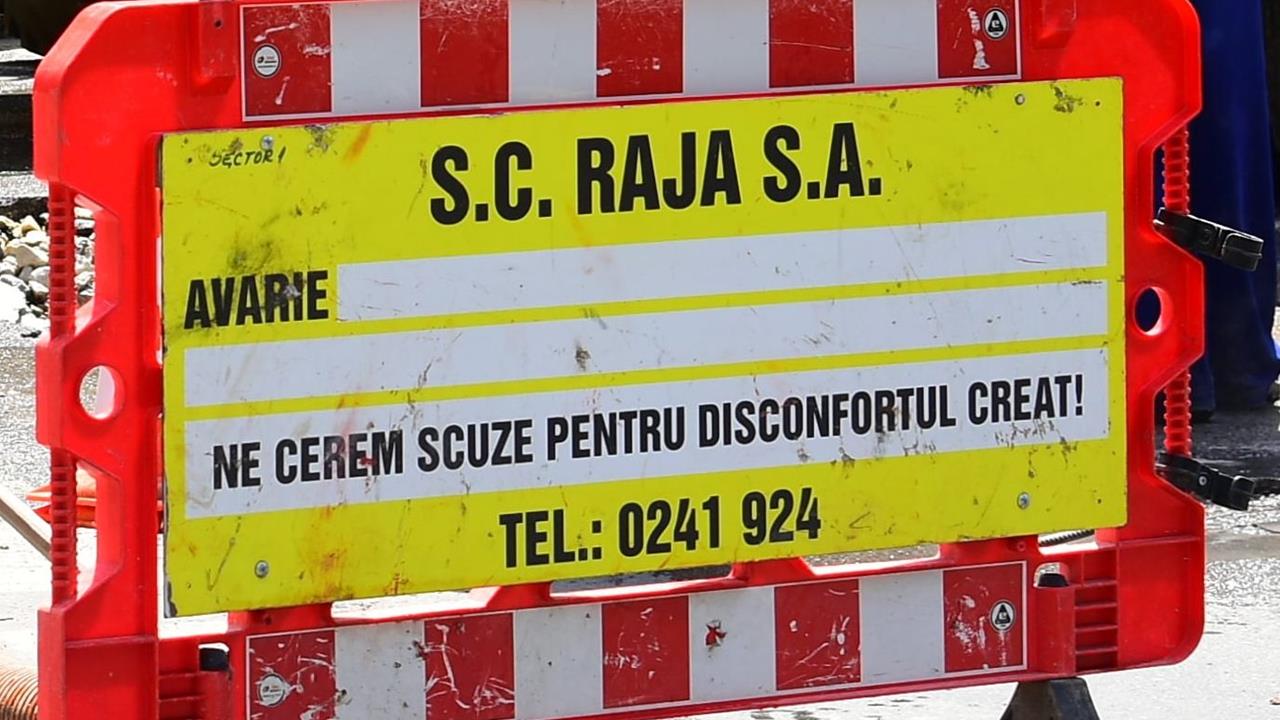 SECTOR 1
S.C. RAJA S.A.
AVARIE
NE CEREM SCUZE PENTRU DISCONFORTUL CREAT!
TEL.: 0241 924